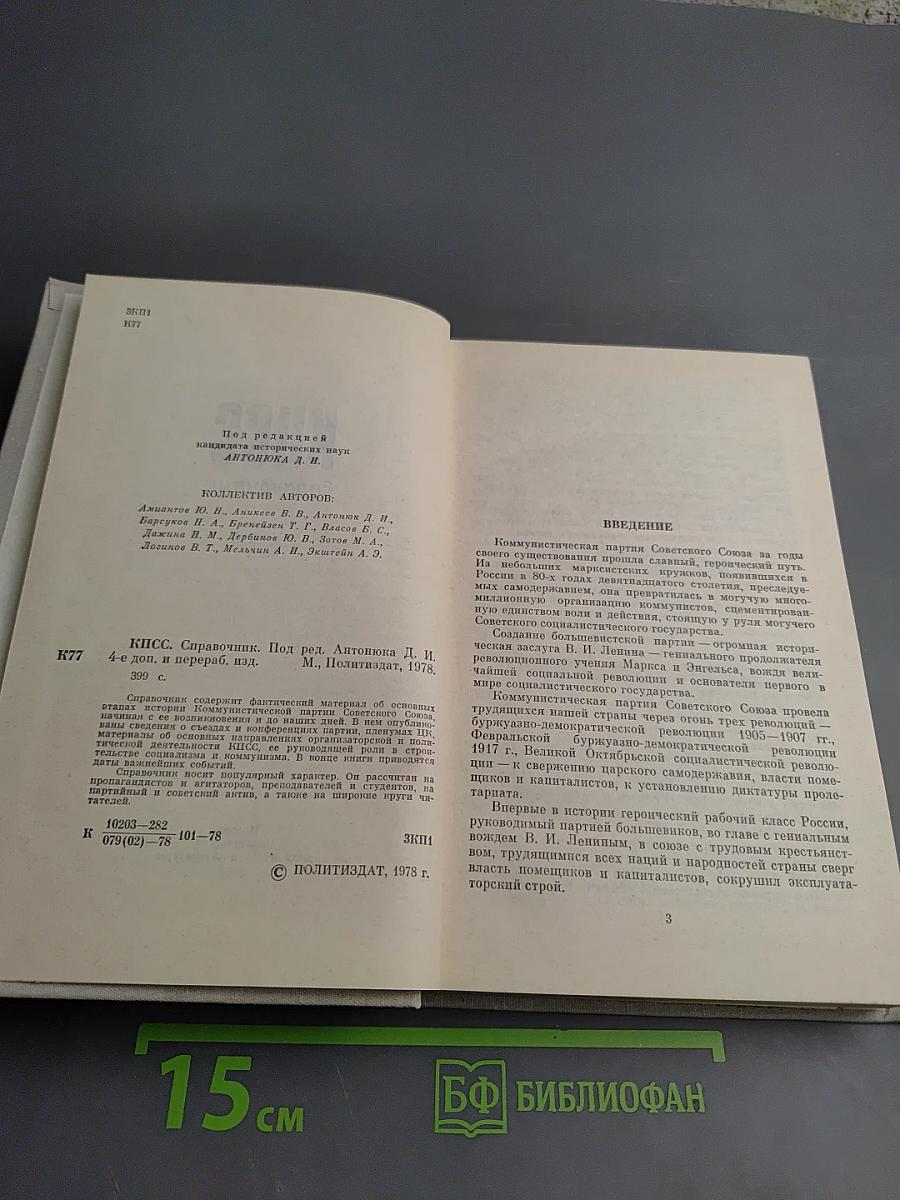 3КП1
К77
Под редакцией
кандидата исторических наук
АНТОНЮКА Д. И.
КОЛЛЕКТИВ АВТОРОВ:
Амиантов Ю. Н., Аникеев В. В., Антонюк Д. И.,
Барсуков Н. А., Брейнейзен Т. Г., Власов Б. С.,
Дажина И. М., Дербинов Ю. В., Зотов М. А.,
Логинов В. Т., Мельчин А. И., Экштейн А. Э.
К77
КПСС. Справочник. Под ред. Антонюка Д. И.
4-е доп. и перераб. изд. М., Политиздат, 1978.
399 с.
Справочник содержит фактический материал об основных
этапах истории Коммунистической партии Советского Союза,
начиная с ее возникновения и до наших дней. В нем опублико-
ваны сведения о съездах и конференциях партии, пленумах ЦК,
материалы об основных направлениях организаторской и поли-
тической деятельности КПСС, ее руководящей роли в строи-
тельстве социализма и коммунизма. В конце книги приводятся
даты важнейших событий.
Справочник носит популярный характер. Он рассчитан на
пропагандистов и агитаторов, преподавателей и студентов, на
партийный и советский актив, а также на широкие круги чи-
тателей.
К 10203—282
079(02)—78 101—78 3КП1
© ПОЛИТИЗДАТ, 1978 г.
ВВЕДЕНИЕ
Коммунистическая партия Советского Союза за годы
своего существования прошла славный, героический путь.
Из небольших марксистских кружков, появившихся в
России в 80-х годах девятнадцатого столетия, преследуе-
мых самодержавием, она превратилась в могучую много-
миллионную организацию коммунистов, сцементирован-
ную единством воли и действия, стоящую у руля могучего
Советского социалистического государства.
Создание большевистской партии — огромная истори-
ческая заслуга В. И. Ленина — гениального продолжателя
революционного учения Маркса и Энгельса, вождя вели-
чайшей социальной революции и основателя первого в
мире социалистического государства.
Коммунистическая партия Советского Союза провела
трудящихся нашей страны через огонь трех революций —
буржуазно-демократической революции 1905—1907 гг.,
Февральской буржуазно-демократической революции
1917 г., Великой Октябрьской социалистической револю-
ции — к свержению царского самодержавия, власти поме-
щиков и капиталистов, к установлению диктатуры проле-
тариата.
Впервые в истории героический рабочий класс России,
руководимый партией большевиков, во главе с гениальным
вождем В. И. Лениным, в союзе с трудовым крестьянст-
вом, трудящимися всех наций и народностей страны сверг
власть помещиков и капиталистов, сокрушил эксплуата-
торский строй.
3
15 см
БФ БИБЛИОФАН